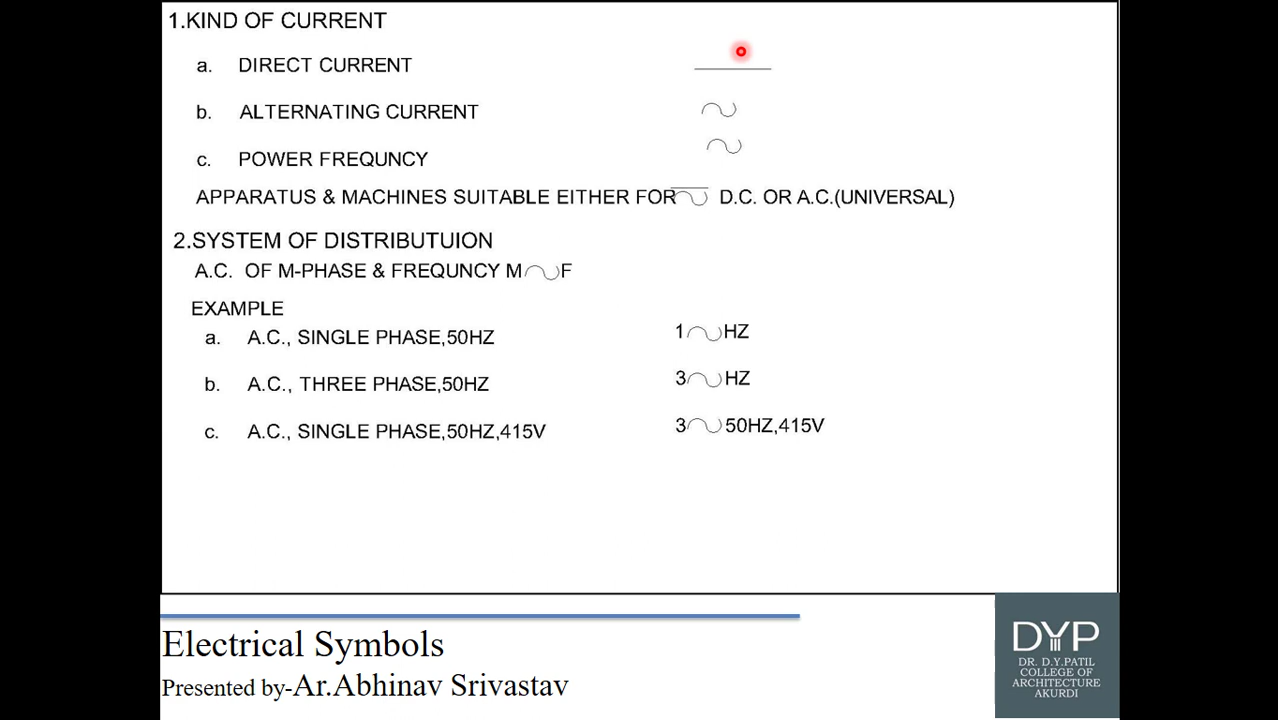 1.KIND OF CURRENT
a. DIRECT CURRENT
b. ALTERNATING CURRENT
c. POWER FREQUNCY
APPARATUS & MACHINES SUITABLE EITHER FOR D.C. OR A.C.(UNIVERSAL)
2.SYSTEM OF DISTRIBUTUION
A.C. OF M-PHASE & FREQUNCY M F
EXAMPLE
a. A.C., SINGLE PHASE,50HZ 1 HZ
b. A.C., THREE PHASE,50HZ 3 HZ
c. A.C., SINGLE PHASE,50HZ,415V 3 50HZ,415V
Electrical Symbols
Presented by-Ar.Abhinav Srivastav
DYP
DR. D.Y.PATIL
COLLEGE OF
ARCHITECTURE
AKURDI